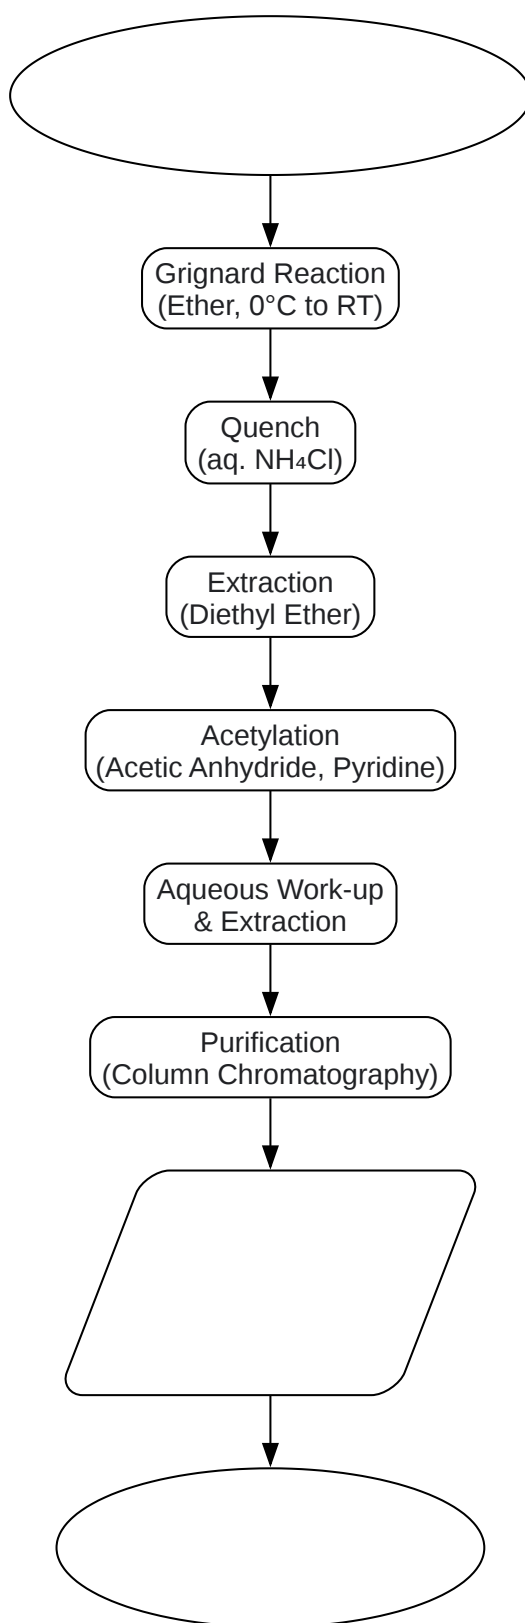 Grignard Reaction
(Ether, 0°C to RT)
Quench
(aq. NH₄Cl)
Extraction
(Diethyl Ether)
Acetylation
(Acetic Anhydride, Pyridine)
Aqueous Work-up
& Extraction
Purification
(Column Chromatography)